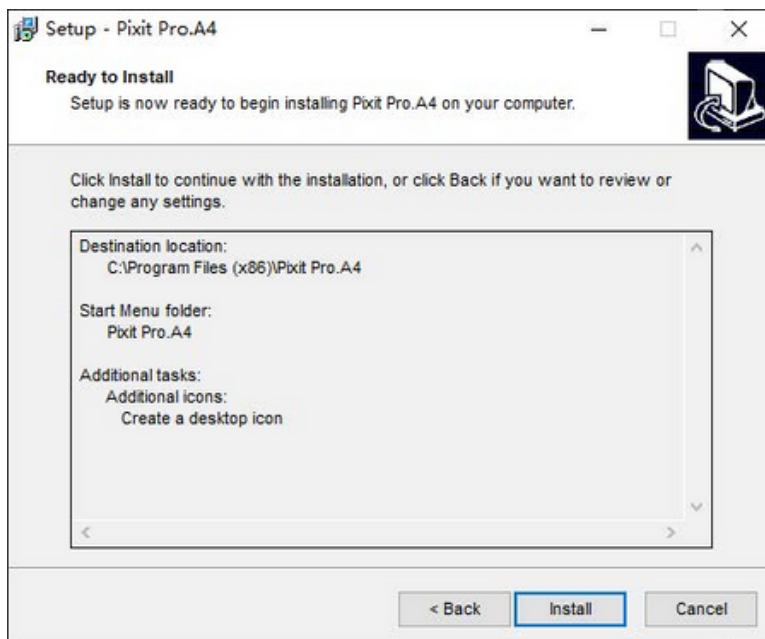 Setup - Pixit Pro.A4
Ready to Install
Setup is now ready to begin installing Pixit Pro.A4 on your computer.
Click Install to continue with the installation, or click Back if you want to review or
change any settings.
Destination location:
C:\Program Files (x86)\Pixit Pro.A4
Start Menu folder:
Pixit Pro.A4
Additional tasks:
Additional icons:
Create a desktop icon
< Back
Install
Cancel